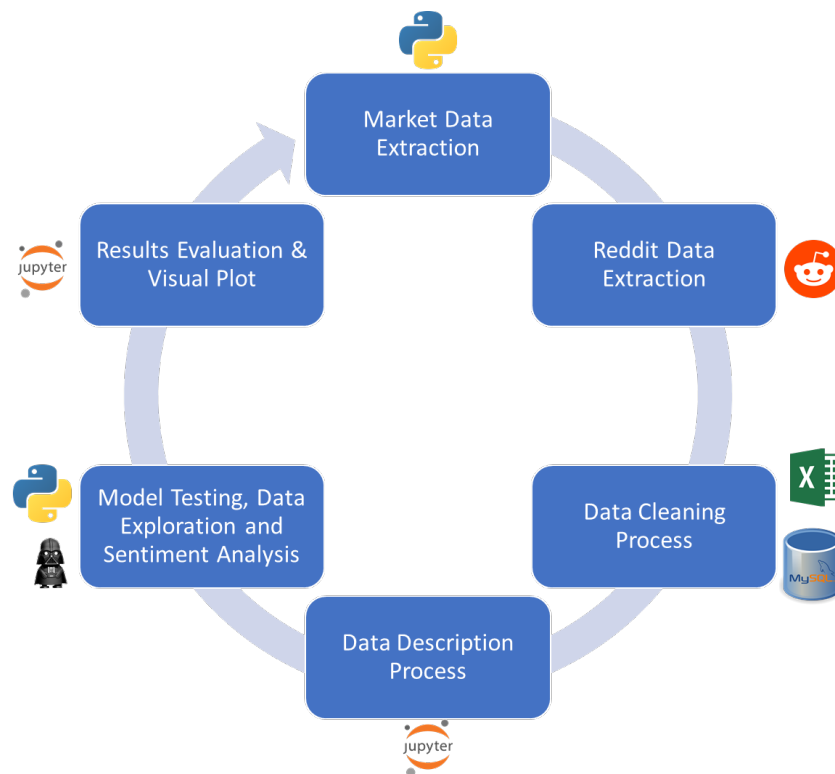 Market Data
Extraction
Reddit Data
Extraction
Data Cleaning
Process
MySQL
Data Description
Process
jupyter
Model Testing, Data
Exploration and
Sentiment Analysis
Results Evaluation &
Visual Plot
jupyter
X